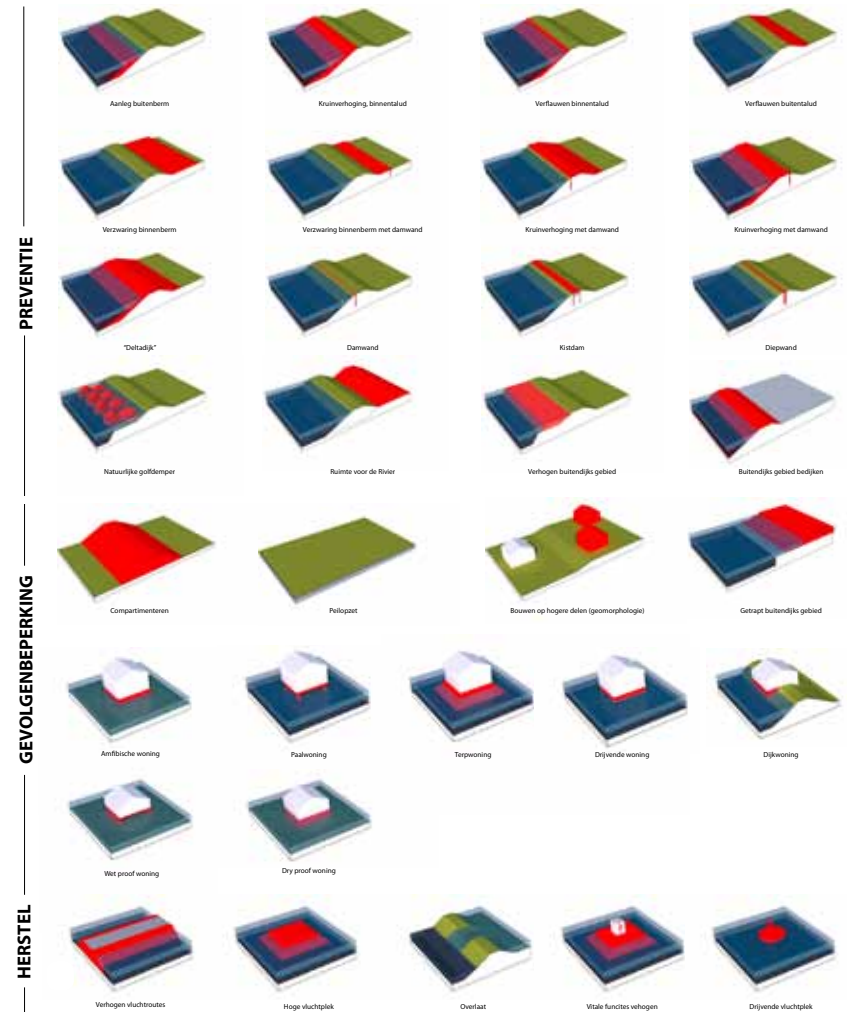 PREVENTIE
Aanleg buitenberm
Kruinverhoging, binnentalud
Verflauwen binnentalud
Verflauwen buitentalud
Verzwaring binnenberm
Verzwaring binnenberm met damwand
Kruinverhoging met damwand
Kruinverhoging met damwand
"Deltadijk"
Damwand
Kistdam
Diepwand
Natuurlijke golfdemper
Ruimte voor de Rivier
Verhogen buitendijks gebied
Buitendijks gebied bedijken
GEVOLGENBEPERKING
Compartimenteren
Peilopzet
Bouwen op hogere delen (geomorphologie)
Getrapt buitendijks gebied
Amfibische woning
Paalwoning
Terpwoning
Drijvende woning
Dijkwoning
Wet proof woning
Dry proof woning
HERSTEL
Verhogen vluchtroutes
Hoge vluchtplek
Overlaat
Vitale funcites vehogen
Drijvende vluchtplek